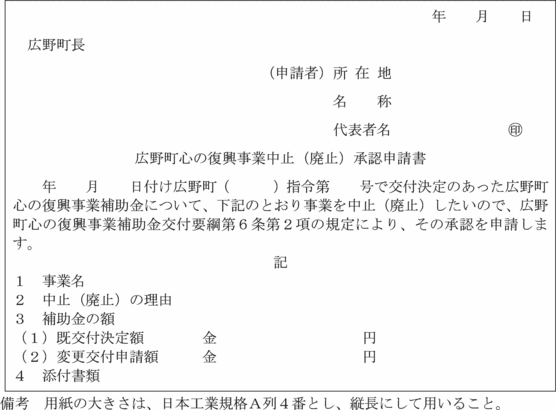 年　　月　　日
広野町長
（申請者）所 在 地
名　　称
代表者名　　　　　　　　㊞
広野町心の復興事業中止（廃止）承認申請書
年　　月　　日付け広野町（　　　）指令第　　号で交付決定のあった広野町
心の復興事業補助金について、下記のとおり事業を中止（廃止）したいので、広野
町心の復興事業補助金交付要綱第６条第２項の規定により、その承認を申請しま
す。
記
１　事業名
２　中止（廃止）の理由
３　補助金の額
（１）既交付決定額　　　　金　　　　　　　　　　円
（２）変更交付申請額　　　金　　　　　　　　　　円
４　添付書類
備考　用紙の大きさは、日本工業規格Ａ列４番とし、縦長にして用いること。